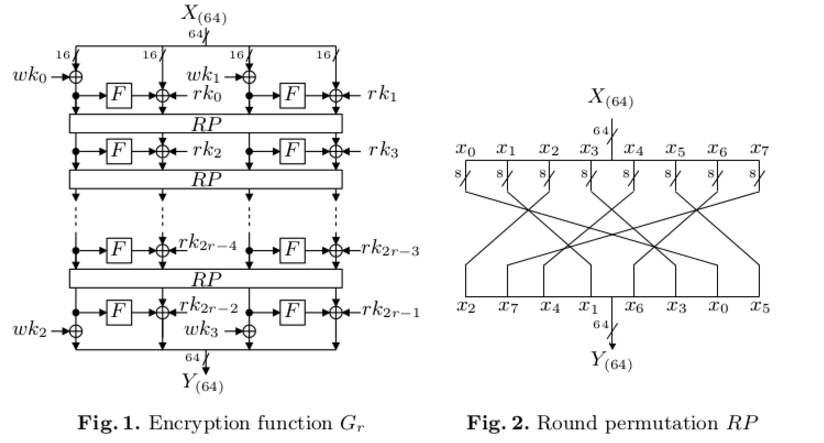 X(64)
64
16 16 16 16
wk0 wk1
F rk0 F rk1
RP
F rk2 F rk3
RP
F rk2r−4 F rk2r−3
RP
F rk2r−2 F rk2r−1
wk2 wk3
64
Y(64)
Fig. 1. Encryption function Gr
X(64)
64
x0 x1 x2 x3 x4 x5 x6 x7
8 8 8 8 8 8 8 8
x2 x7 x4 x1 x6 x3 x0 x5
64
Y(64)
Fig. 2. Round permutation RP